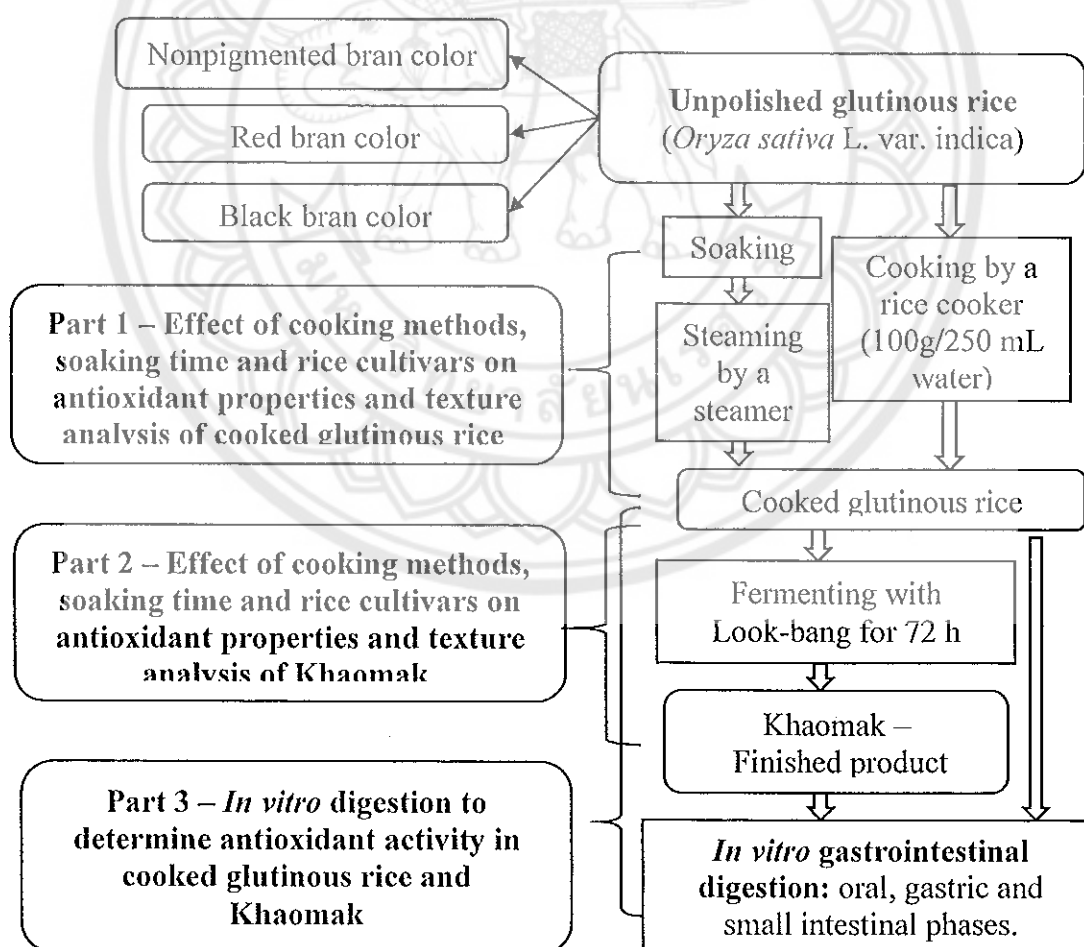 Nonpigmented bran color
Red bran color
Black bran color
Unpolished glutinous rice
(Oryza sativa L. var. indica)
Soaking
Steaming
by a
steamer
Cooking by a
rice cooker
(100g/250 mL
water)
Part 1 – Effect of cooking methods,
soaking time and rice cultivars on
antioxidant properties and texture
analysis of cooked glutinous rice
Cooked glutinous rice
Part 2 – Effect of cooking methods,
soaking time and rice cultivars on
antioxidant properties and texture
analysis of Khaomak
Fermenting with
Look-bang for 72 h
Khaomak –
Finished product
Part 3 – In vitro digestion to
determine antioxidant activity in
cooked glutinous rice and
Khaomak
In vitro gastrointestinal
digestion: oral, gastric and
small intestinal phases.